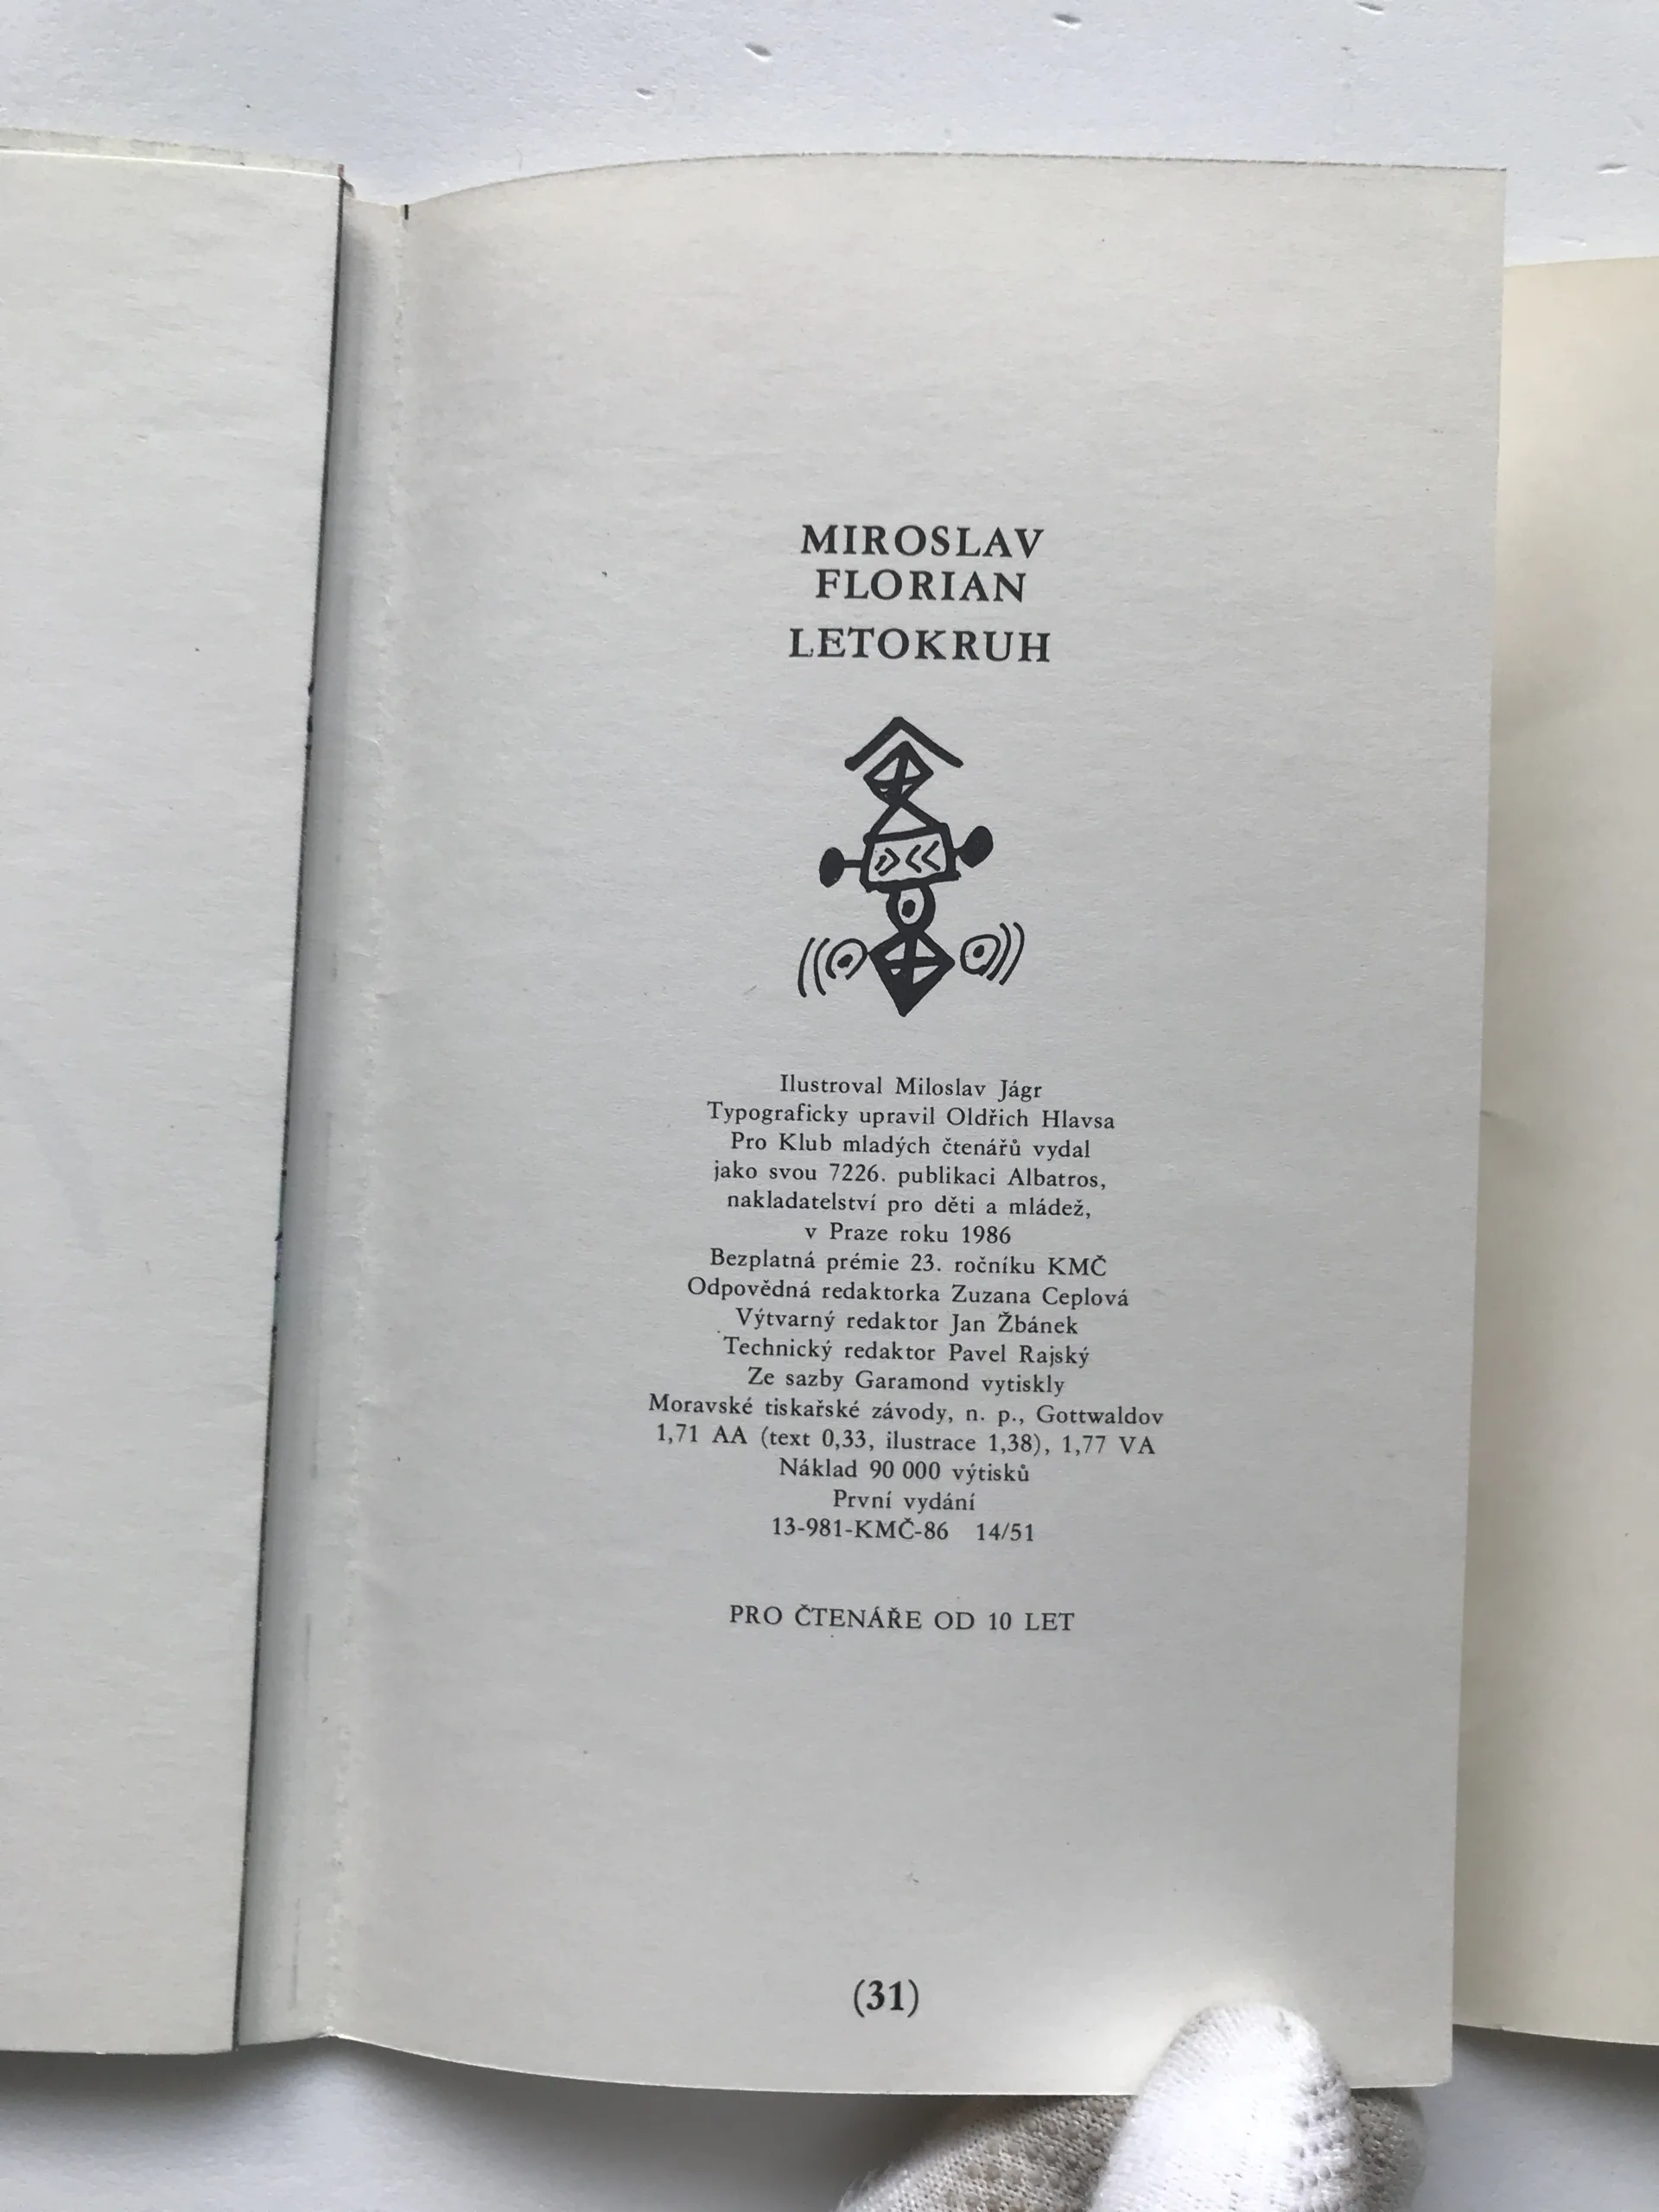 MIROSLAV
FLORIAN
LETOKRUH
Ilustroval Miloslav Jágr
Typograficky upravil Oldřich Hlavsa
Pro Klub mladých čtenářů vydal
jako svou 7226. publikaci Albatros,
nakladatelství pro děti a mládež,
v Praze roku 1986
Bezplatná prémie 23. ročníku KMČ
Odpovědná redaktorka Zuzana Ceplová
Výtvarný redaktor Jan Žbánek
Technický redaktor Pavel Rajský
Ze sazby Garamond vytiskly
Moravské tiskařské závody, n. p., Gottwaldov
1,71 AA (text 0,33, ilustrace 1,38), 1,77 VA
Náklad 90 000 výtisků
První vydání
13-981-KMČ-86 14/51
PRO ČTENÁŘE OD 10 LET
(31)